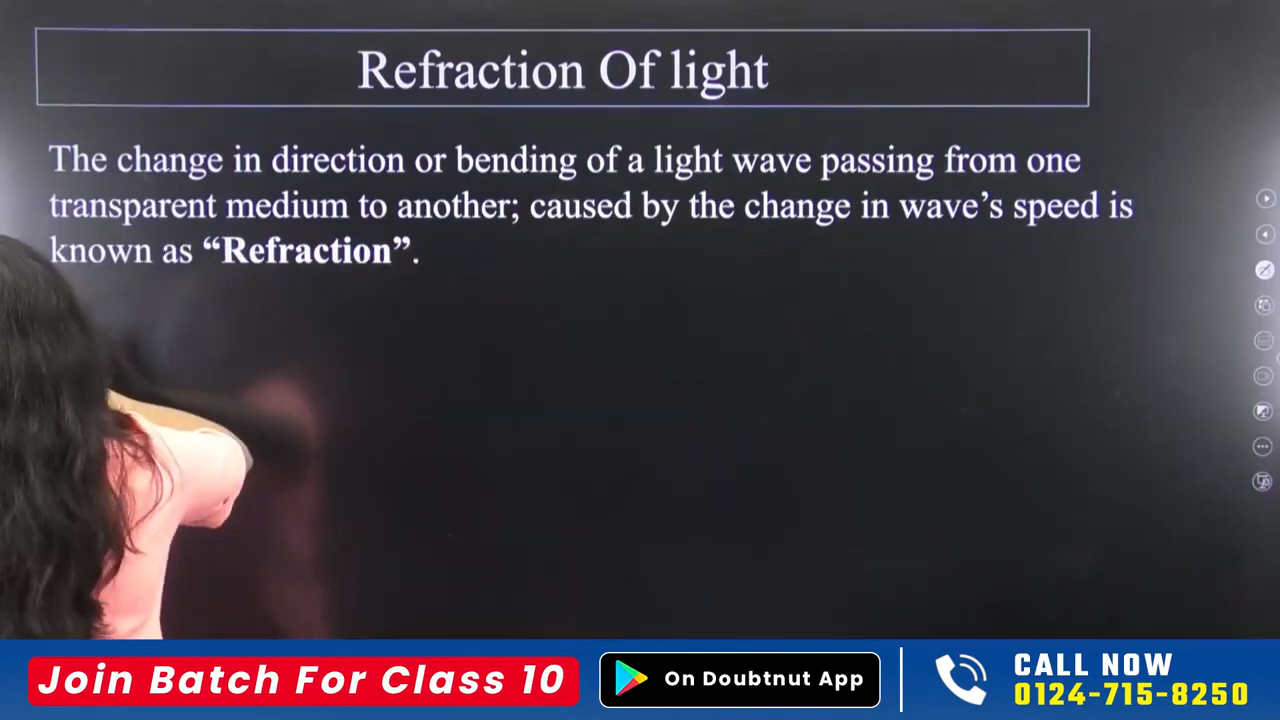 Refraction Of light
The change in direction or bending of a light wave passing from one
transparent medium to another; caused by the change in wave’s speed is
known as “Refraction”.
Join Batch For Class 10
On Doubtnut App
CALL NOW
0124-715-8250